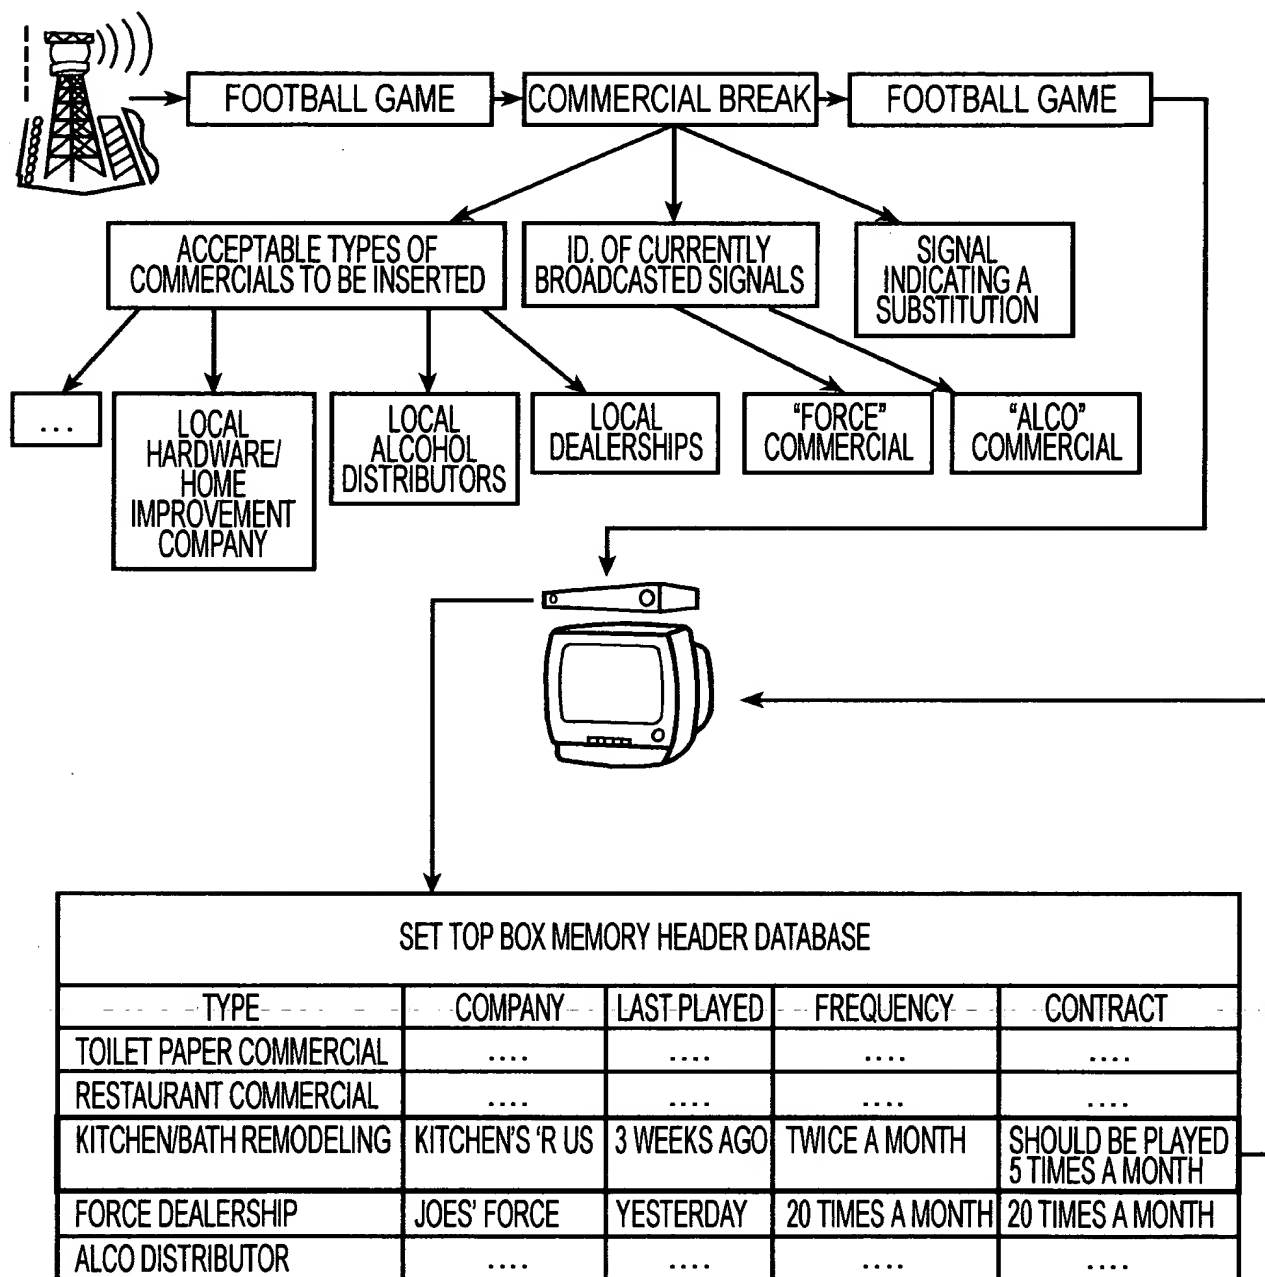 FOOTBALL GAME
COMMERCIAL BREAK
FOOTBALL GAME
ACCEPTABLE TYPES OF
COMMERCIALS TO BE INSERTED
ID. OF CURRENTLY
BROADCASTED SIGNALS
SIGNAL
INDICATING A
SUBSTITUTION
...
LOCAL
HARDWARE/
HOME
IMPROVEMENT
COMPANY
LOCAL
ALCOHOL
DISTRIBUTORS
LOCAL
DEALERSHIPS
“FORCE”
COMMERCIAL
“ALCO”
COMMERCIAL
SET TOP BOX MEMORY HEADER DATABASE
TYPE COMPANY LAST PLAYED FREQUENCY CONTRACT
TOILET PAPER COMMERCIAL .... .... .... ....
RESTAURANT COMMERCIAL .... .... .... ....
KITCHEN/BATH REMODELING KITCHEN'S 'R US 3 WEEKS AGO TWICE A MONTH SHOULD BE PLAYED
5 TIMES A MONTH
FORCE DEALERSHIP JOES' FORCE YESTERDAY 20 TIMES A MONTH 20 TIMES A MONTH
ALCO DISTRIBUTOR .... .... .... ....